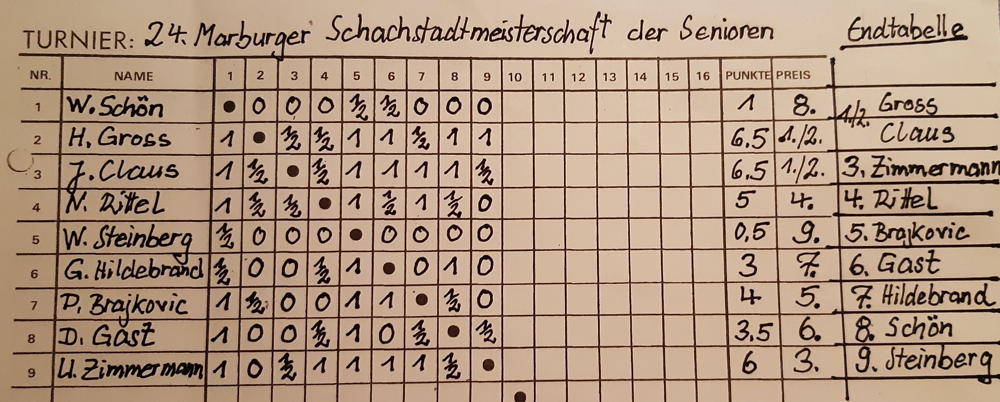 TURNIER: 24. Marburger Schachstadtmeisterschaft der Senioren Endtabelle
NR. NAME 1 2 3 4 5 6 7 8 9 10 11 12 13 14 15 16 PUNKTE PREIS
1 W. Schön ● 0 0 0 ½ ½ 0 0 0 1 8. 1./2. Gross
2 H. Gross 1 ● ½ ½ 1 1 ½ 1 1 6.5 1./2. Claus
3 J. Claus 1 ½ ● ½ 1 1 1 1 ½ 6.5 1./2. 3. Zimmermann
4 N. Dittel 1 ½ ½ ● 1 ½ 1 ½ 0 5 4. 4. Dittel
5 W. Steinberg ½ 0 0 0 ● 0 0 0 0 0,5 9. 5. Brajkovic
6 G. Hildebrand ½ 0 0 ½ 1 ● 0 1 0 3 7. 6. Gast
7 D. Brajkovic 1 ½ 0 0 1 1 ● ½ 0 4 5. 7. Hildebrand
8 D. Gast 1 0 0 ½ 1 0 ½ ● ½ 3.5 6. 8. Schön
9 U. Zimmermann 1 0 ½ 1 1 1 1 ½ ● 6 3. 9. Steinberg